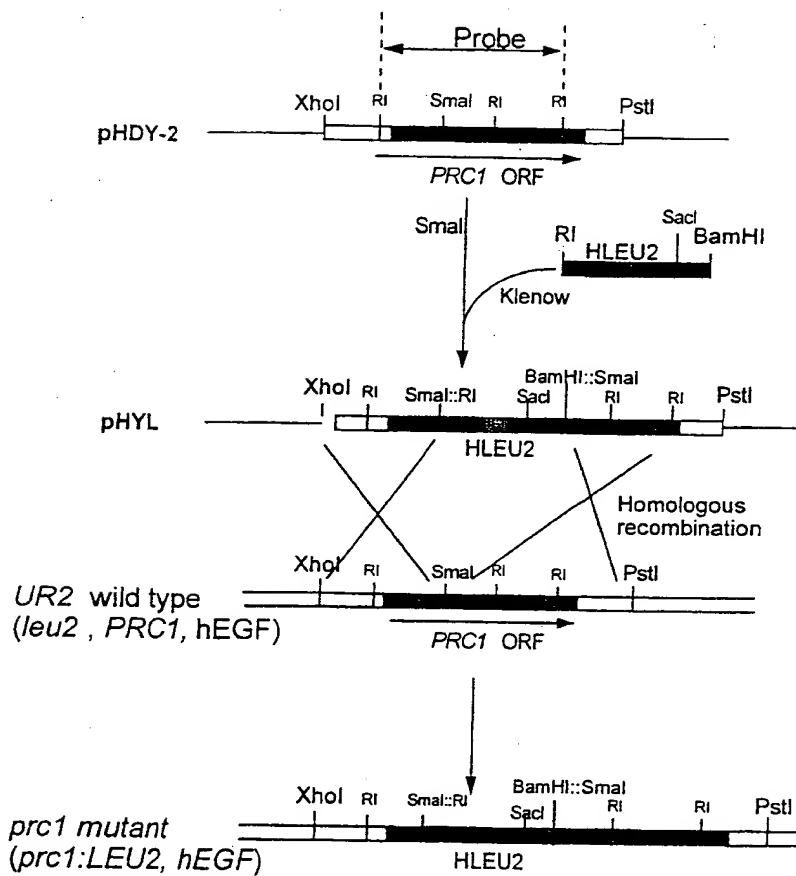 Probe
XhoI RI SmaI RI RI PstI
pHDY-2
PRC1 ORF
SmaI
SacI
RI BamHI
HLEU2
Klenow
BamHI::SmaI
XhoI RI SmaI::RI SacI RI RI PstI
pHYL
HLEU2
Homologous
recombination
XhoI RI SmaI RI RI PstI
UR2 wild type
(leu2 , PRC1, hEGF)
PRC1 ORF
BamHI::SmaI
XhoI RI SmaI::RI SacI RI RI PstI
prc1 mutant
(prc1:LEU2, hEGF)
HLEU2